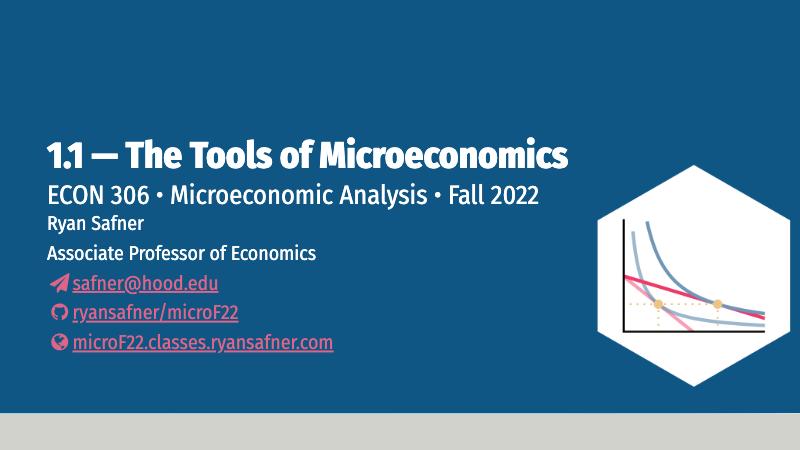 1.1 — The Tools of Microeconomics
ECON 306 • Microeconomic Analysis • Fall 2022
Ryan Safner
Associate Professor of Economics
safner@hood.edu
ryansafner/microF22
microF22.classes.ryansafner.com